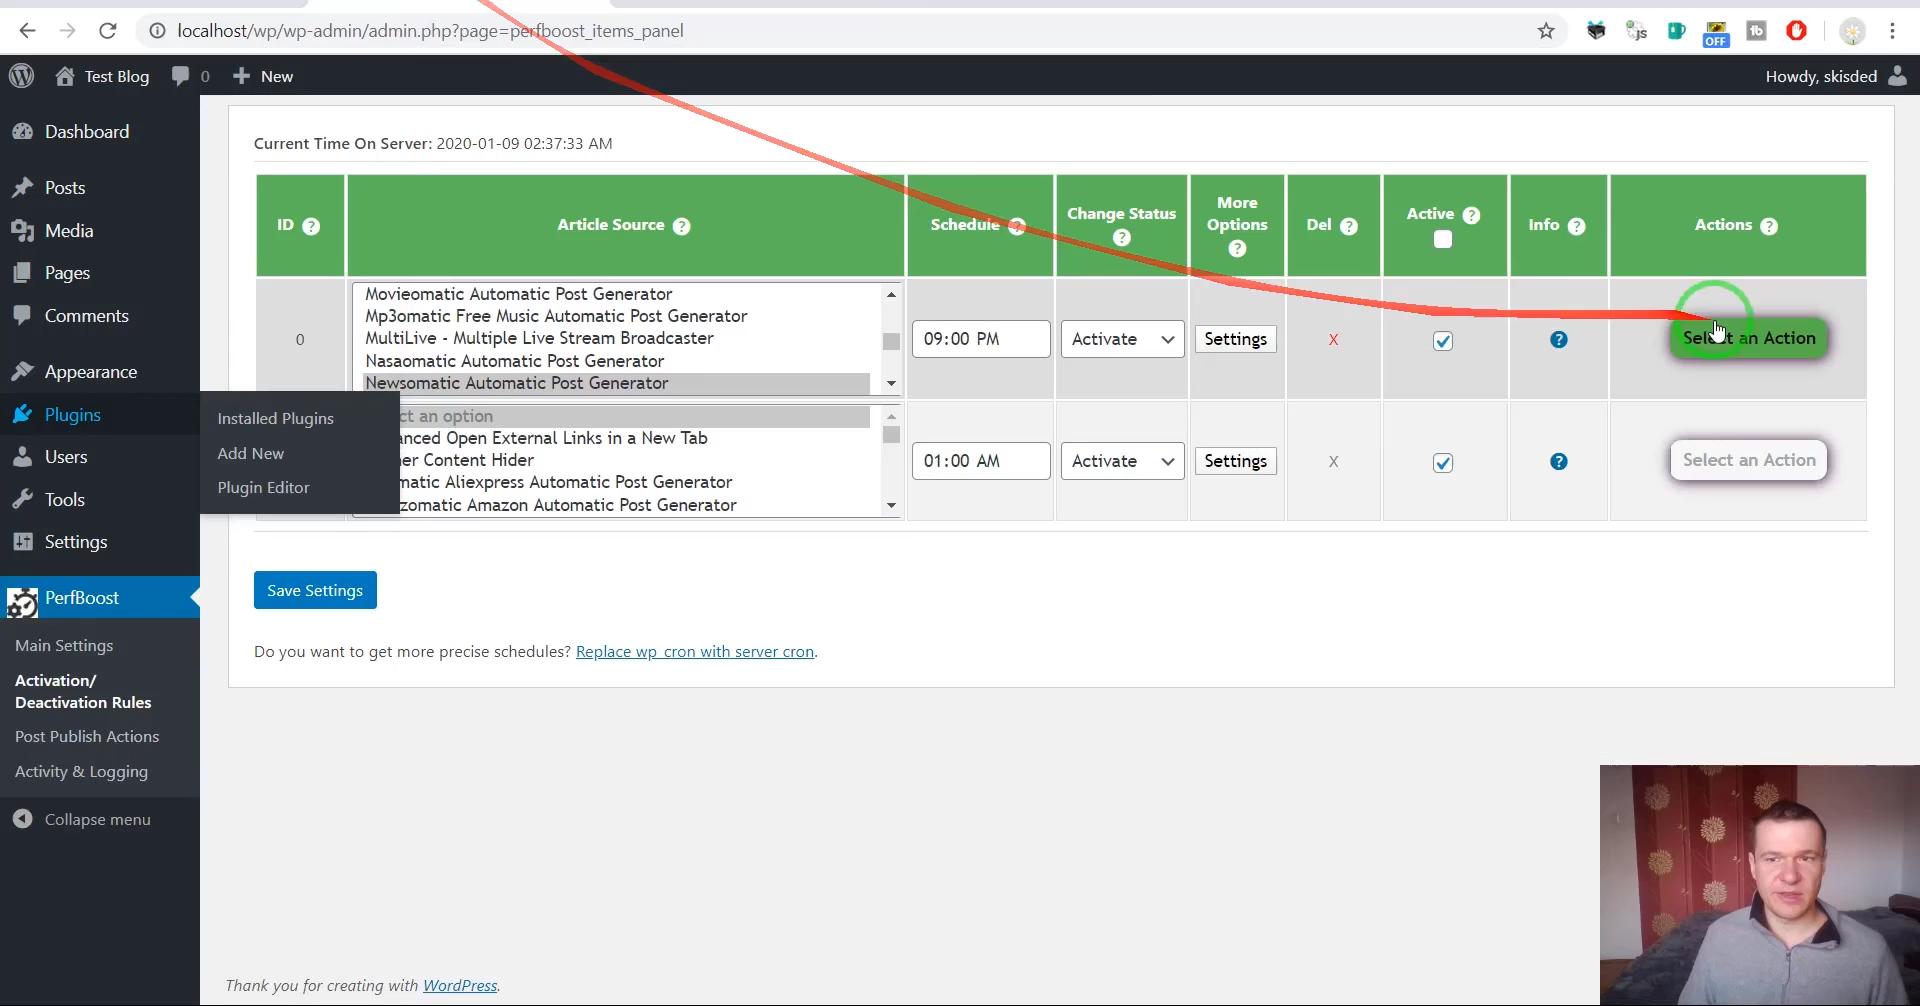 localhost/wp/wp-admin/admin.php?page=perfboost_items_panel
js
OFF
Test Blog 0 New
Howdy, skisded
Dashboard
Posts
Media
Pages
Comments
Appearance
Plugins
Installed Plugins
Add New
Plugin Editor
Users
Tools
Settings
PerfBoost
Main Settings
Activation/
Deactivation Rules
Post Publish Actions
Activity & Logging
Collapse menu
Current Time On Server: 2020-01-09 02:37:33 AM
ID ? Article Source ? Schedule ? Change Status ? More Options ? Del ? Active ? Info ? Actions ?
0
Movieomatic Automatic Post Generator
Mp3omatic Free Music Automatic Post Generator
MultiLive - Multiple Live Stream Broadcaster
Nasaomatic Automatic Post Generator
Newsomatic Automatic Post Generator
09:00 PM Activate Settings X ? Select an Action
ct an option
anced Open External Links in a New Tab
er Content Hider
matic Aliexpress Automatic Post Generator
zomatic Amazon Automatic Post Generator
01:00 AM Activate Settings X ? Select an Action
Save Settings
Do you want to get more precise schedules? Replace wp_cron with server cron.
Thank you for creating with WordPress.